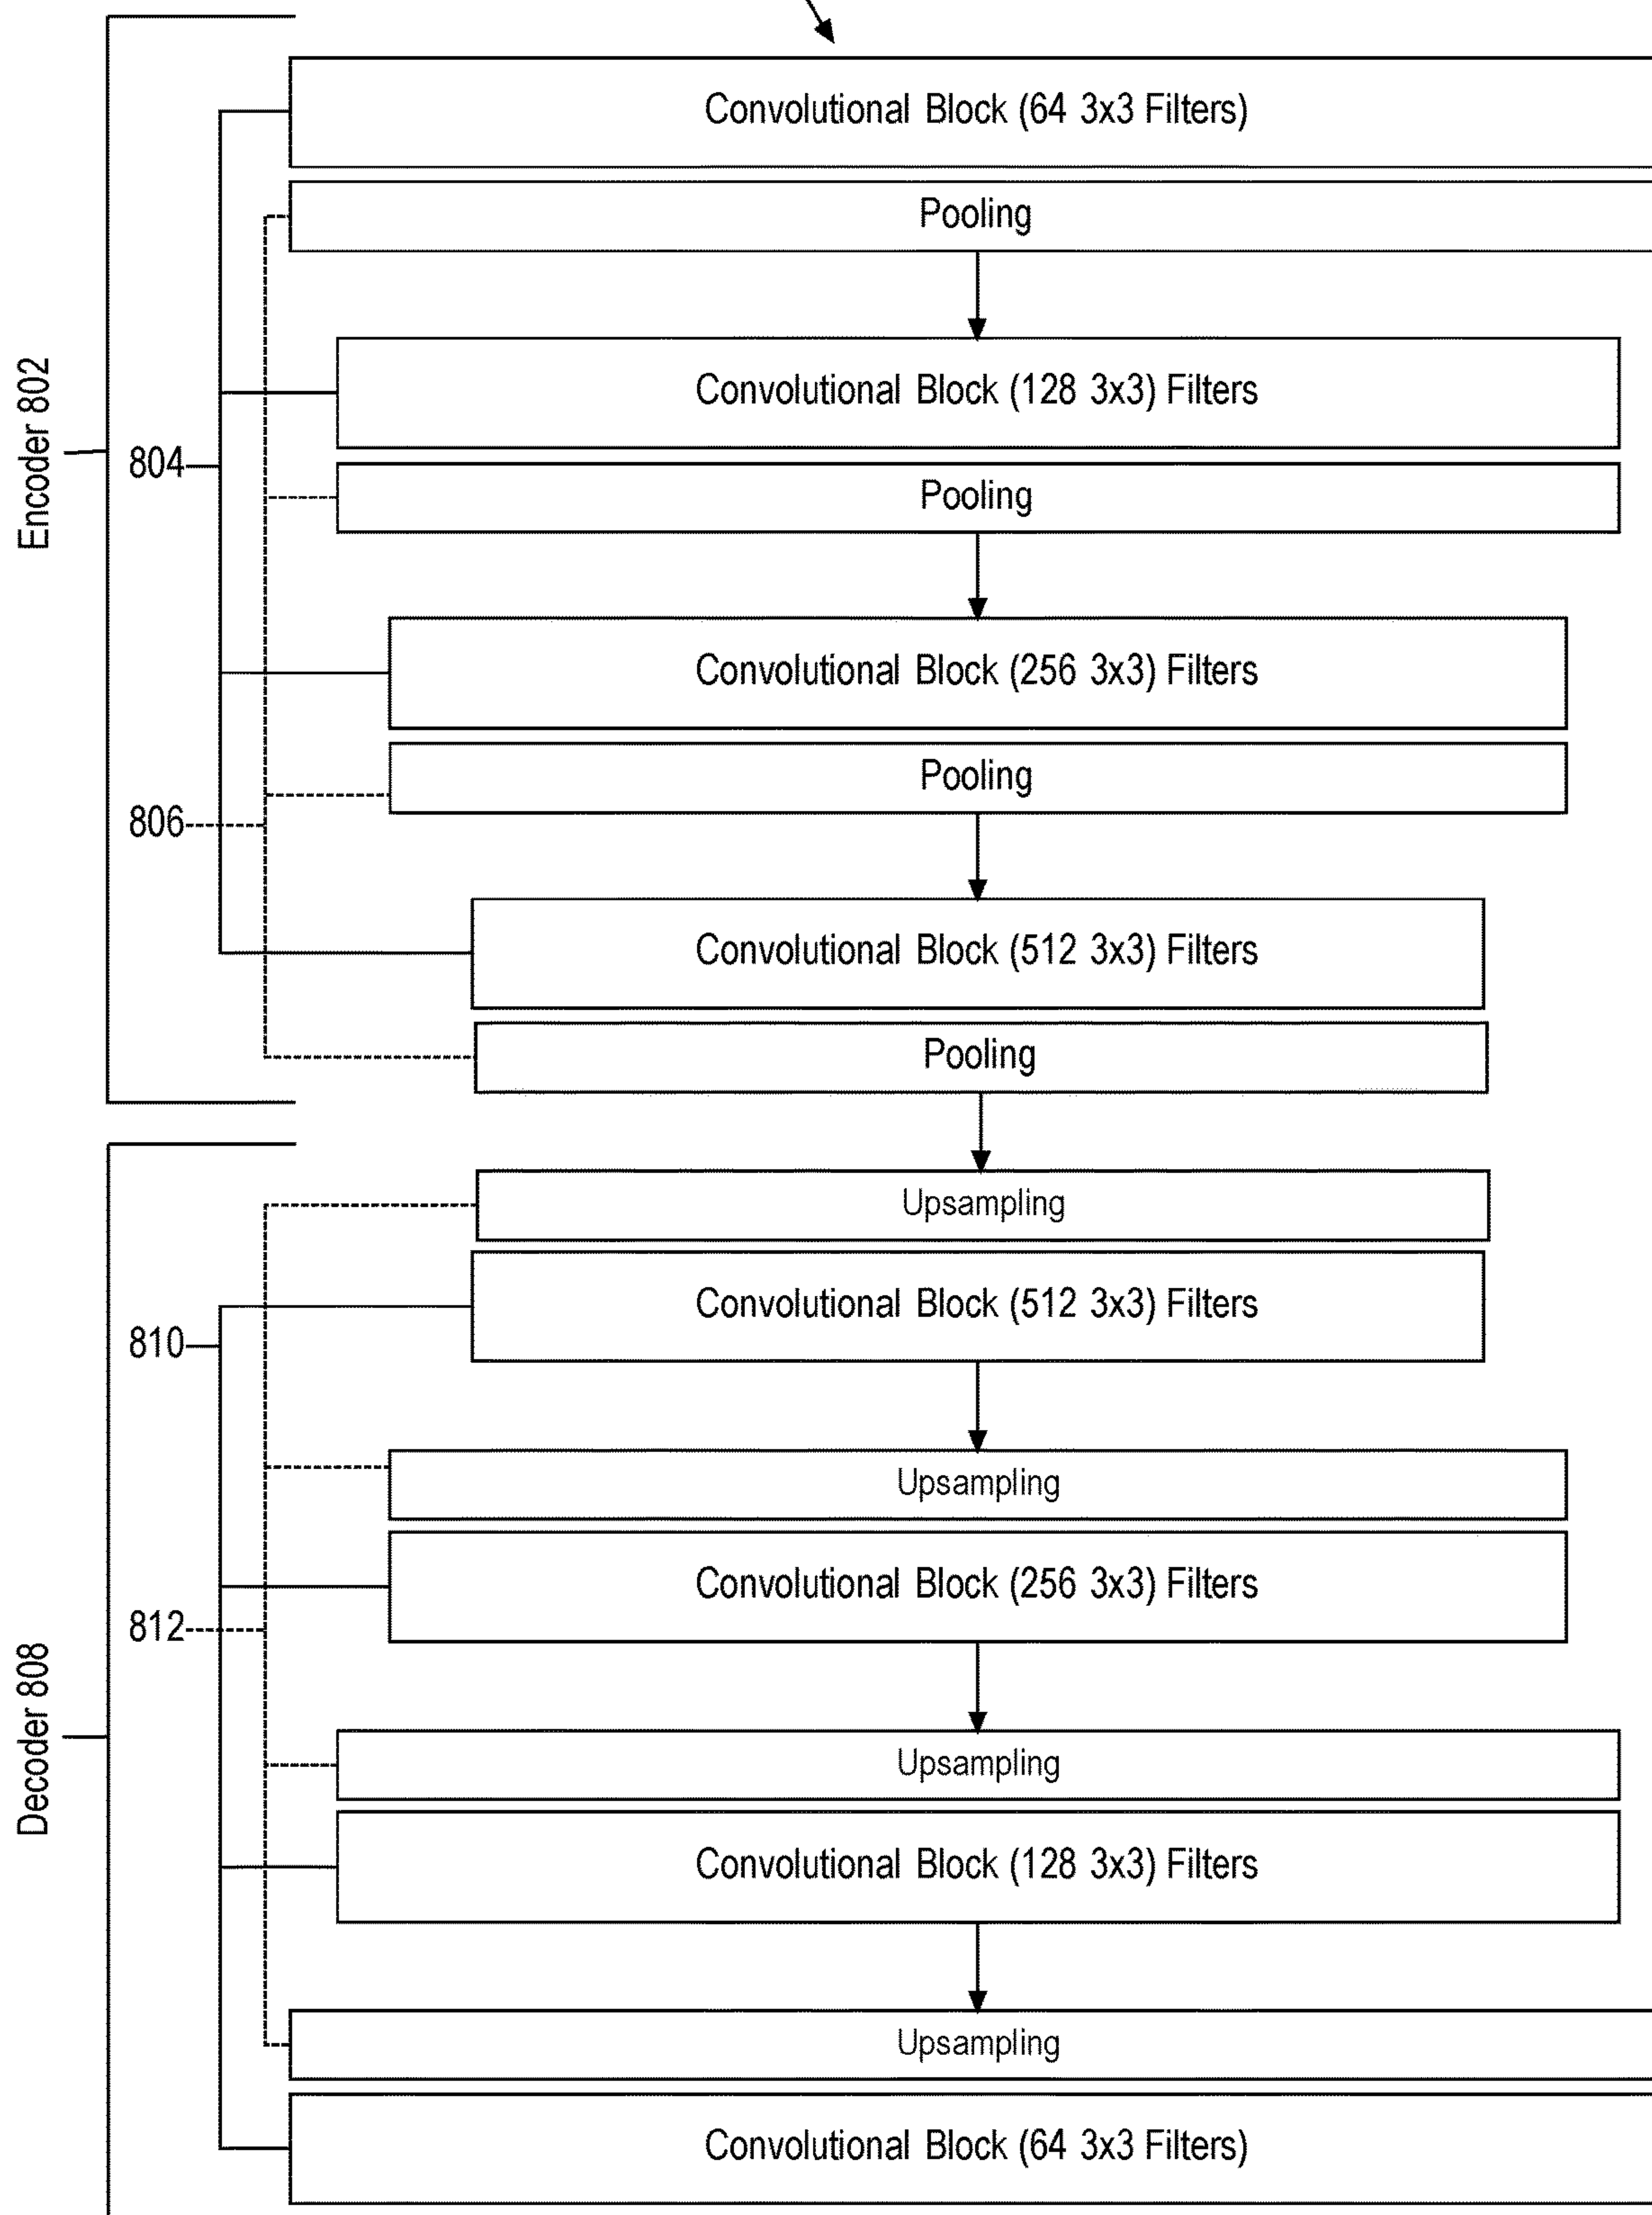 Encoder 802
804
806
Convolutional Block (64 3x3 Filters)
Pooling
Convolutional Block (128 3x3) Filters
Pooling
Convolutional Block (256 3x3) Filters
Pooling
Convolutional Block (512 3x3) Filters
Pooling
Decoder 808
810
812
Upsampling
Convolutional Block (512 3x3) Filters
Upsampling
Convolutional Block (256 3x3) Filters
Upsampling
Convolutional Block (128 3x3) Filters
Upsampling
Convolutional Block (64 3x3 Filters)